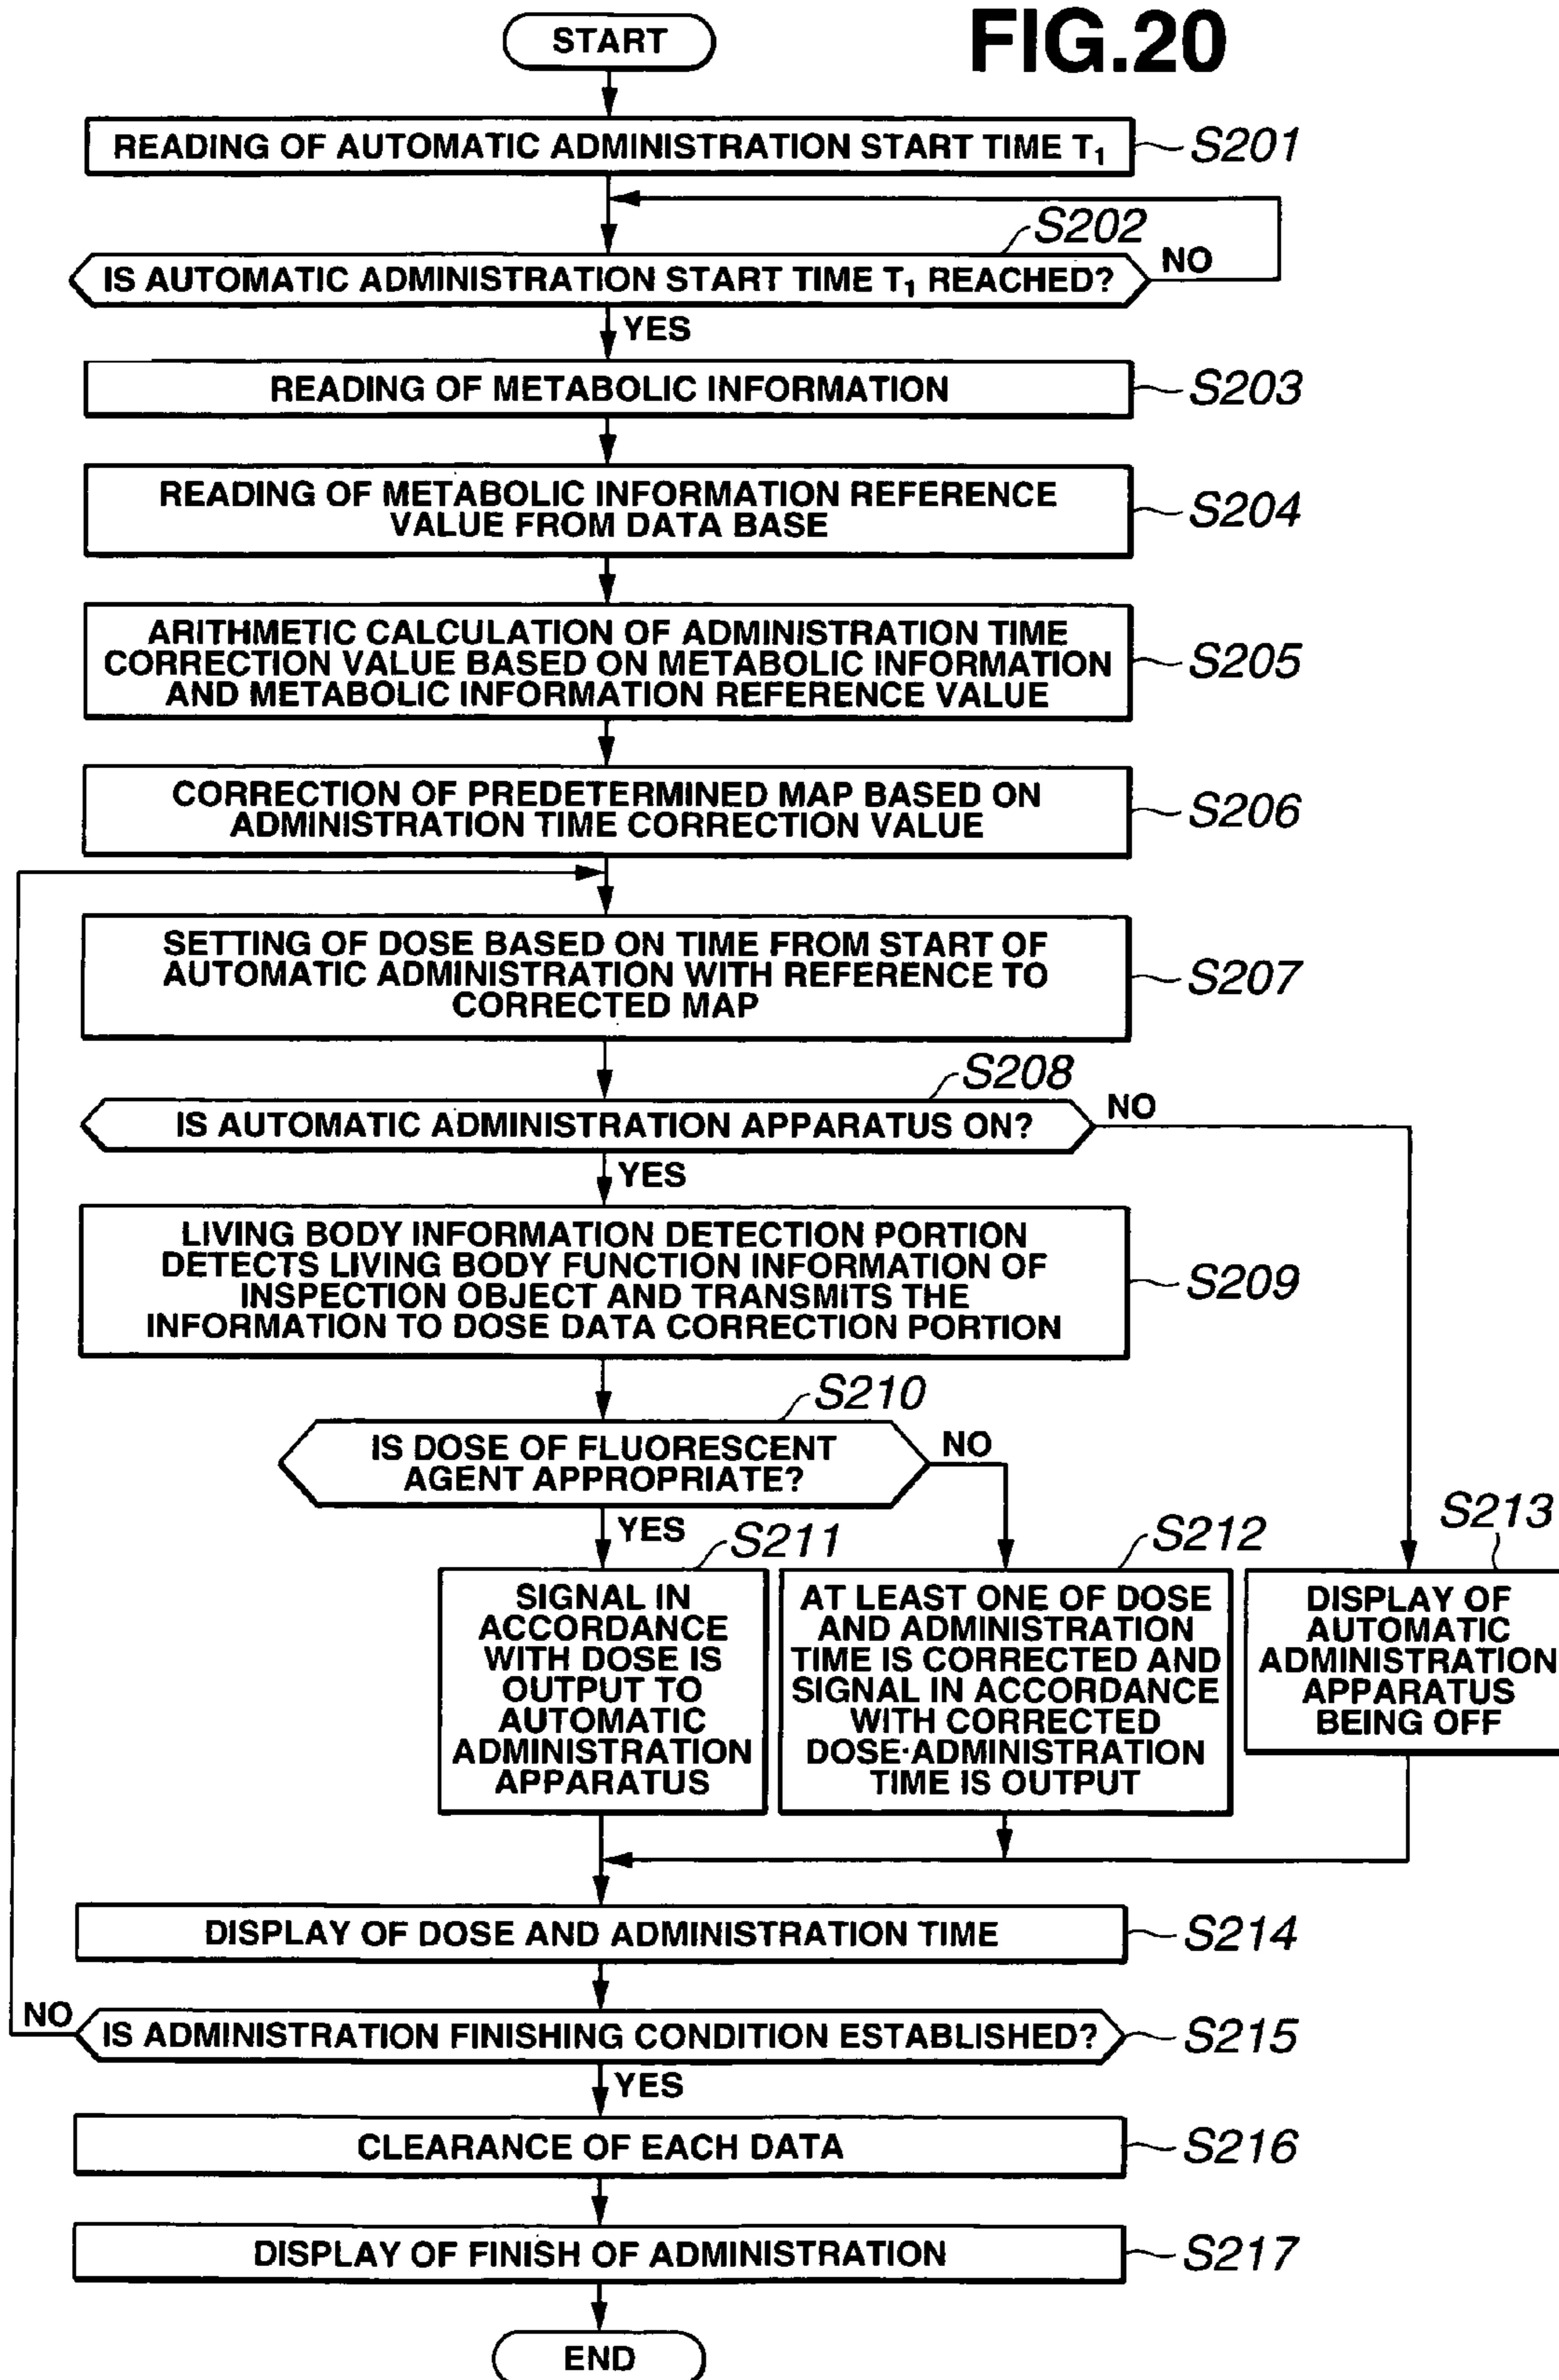 FIG.20
START
READING OF AUTOMATIC ADMINISTRATION START TIME T1
S201
S202
IS AUTOMATIC ADMINISTRATION START TIME T1 REACHED?
NO
YES
READING OF METABOLIC INFORMATION
S203
READING OF METABOLIC INFORMATION REFERENCE
VALUE FROM DATA BASE
S204
ARITHMETIC CALCULATION OF ADMINISTRATION TIME
CORRECTION VALUE BASED ON METABOLIC INFORMATION
AND METABOLIC INFORMATION REFERENCE VALUE
S205
CORRECTION OF PREDETERMINED MAP BASED ON
ADMINISTRATION TIME CORRECTION VALUE
S206
SETTING OF DOSE BASED ON TIME FROM START OF
AUTOMATIC ADMINISTRATION WITH REFERENCE TO
CORRECTED MAP
S207
S208
IS AUTOMATIC ADMINISTRATION APPARATUS ON?
NO
YES
LIVING BODY INFORMATION DETECTION PORTION
DETECTS LIVING BODY FUNCTION INFORMATION OF
INSPECTION OBJECT AND TRANSMITS THE
INFORMATION TO DOSE DATA CORRECTION PORTION
S209
S210
IS DOSE OF FLUORESCENT
AGENT APPROPRIATE?
NO
YES
S211
SIGNAL IN
ACCORDANCE
WITH DOSE IS
OUTPUT TO
AUTOMATIC
ADMINISTRATION
APPARATUS
S212
AT LEAST ONE OF DOSE
AND ADMINISTRATION
TIME IS CORRECTED AND
SIGNAL IN ACCORDANCE
WITH CORRECTED
DOSE·ADMINISTRATION
TIME IS OUTPUT
S213
DISPLAY OF
AUTOMATIC
ADMINISTRATION
APPARATUS
BEING OFF
DISPLAY OF DOSE AND ADMINISTRATION TIME
S214
NO
IS ADMINISTRATION FINISHING CONDITION ESTABLISHED?
S215
YES
CLEARANCE OF EACH DATA
S216
DISPLAY OF FINISH OF ADMINISTRATION
S217
END